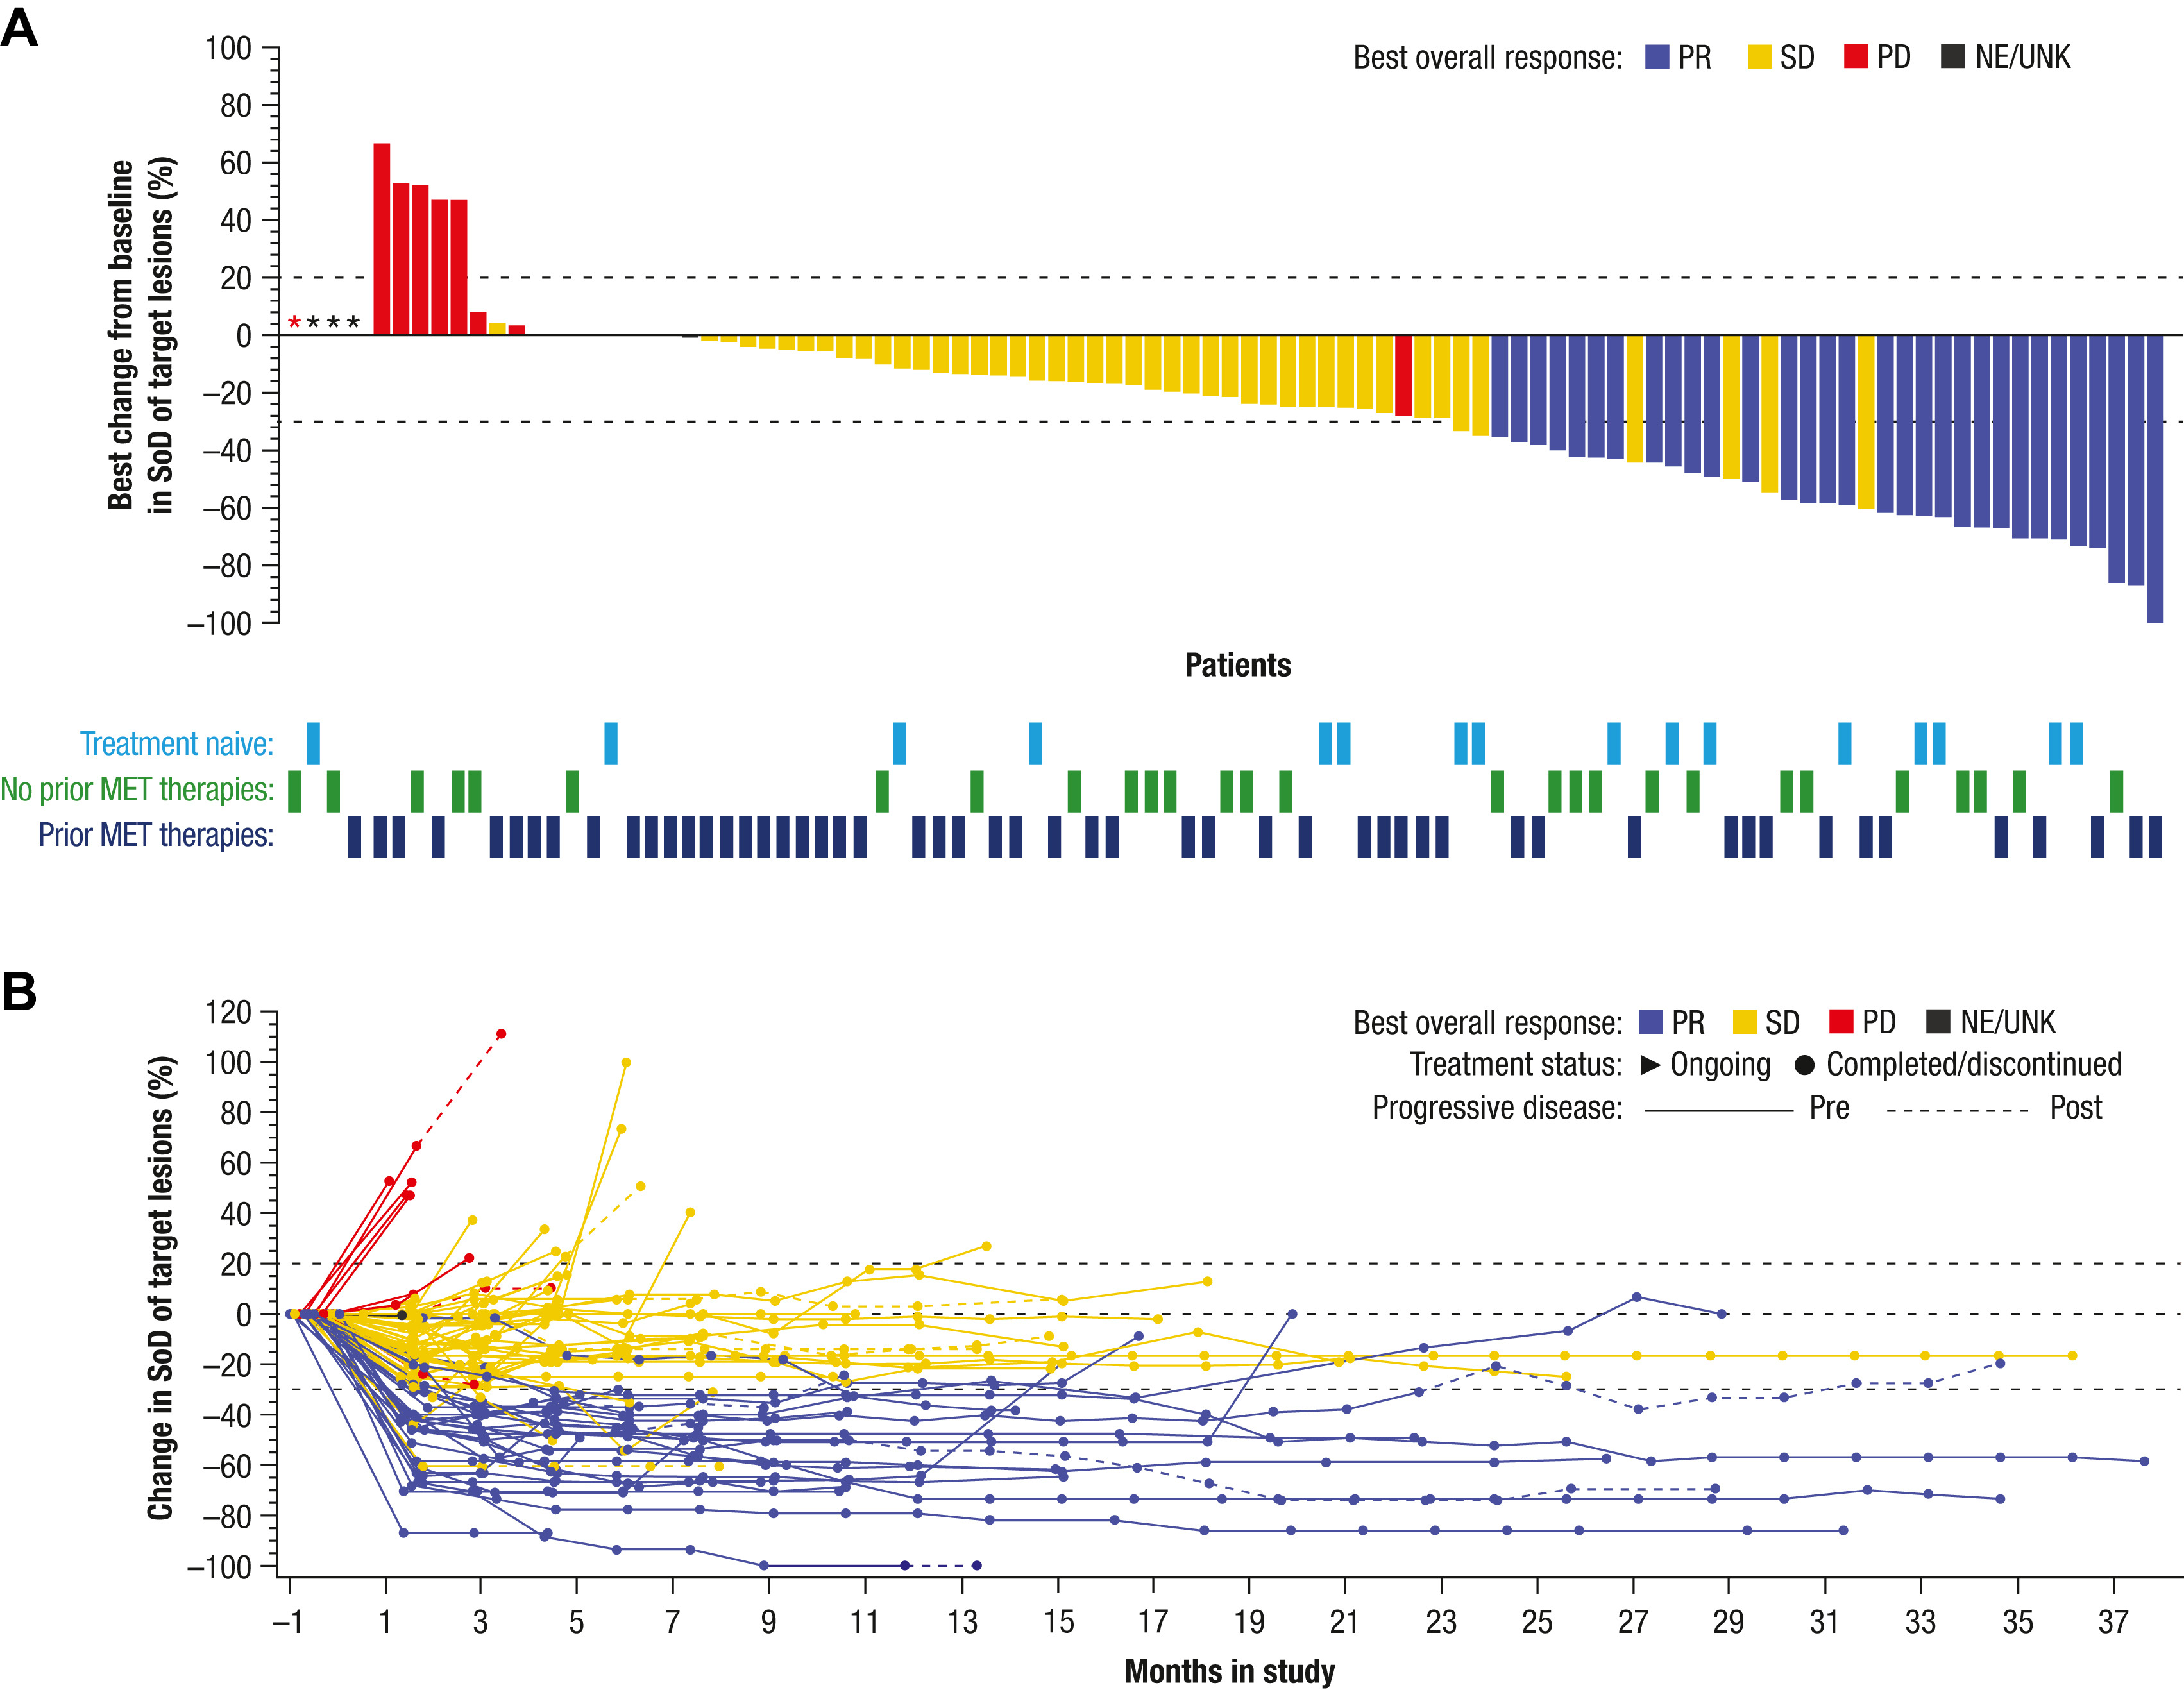 A
Best overall response: PR SD PD NE/UNK
Best change from baseline
in SoD of target lesions (%)
100
80
60
40
20
0
−20
−40
−60
−80
−100
* * * *
Patients
Treatment naive:
No prior MET therapies:
Prior MET therapies:
B
Best overall response: PR SD PD NE/UNK
Treatment status: Ongoing Completed/discontinued
Progressive disease: Pre Post
Change in SoD of target lesions (%)
120
100
80
60
40
20
0
−20
−40
−60
−80
−100
−1 1 3 5 7 9 11 13 15 17 19 21 23 25 27 29 31 33 35 37
Months in study